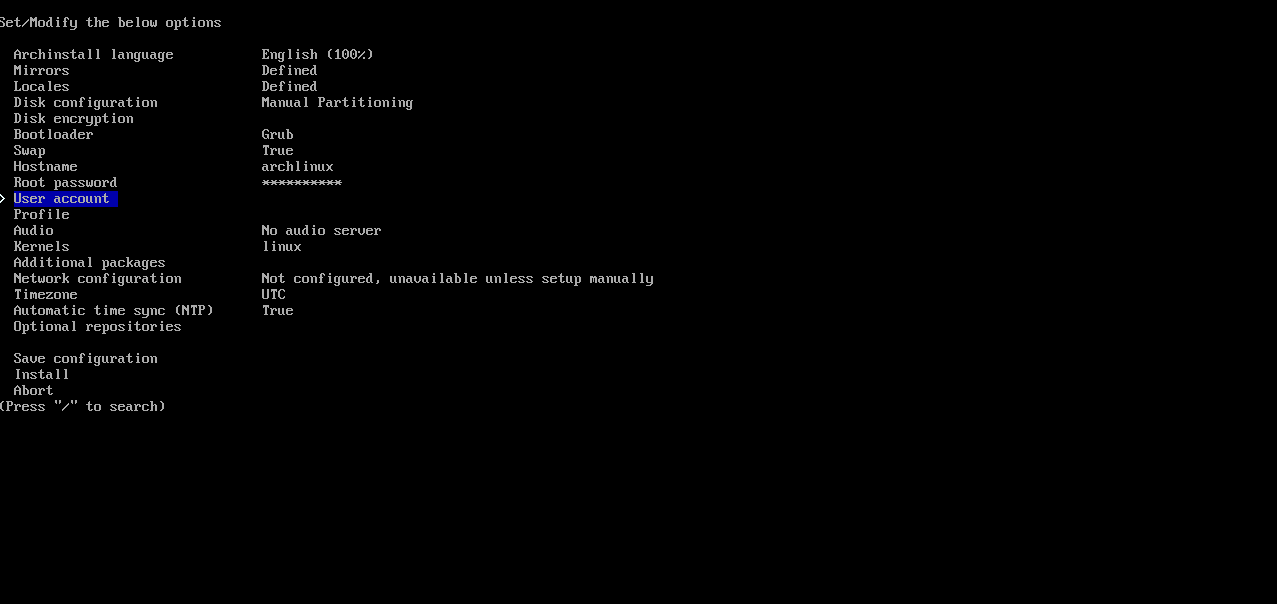 Set/Modify the below options
Archinstall language English (100%)
Mirrors Defined
Locales Defined
Disk configuration Manual Partitioning
Disk encryption
Bootloader Grub
Swap True
Hostname archlinux
Root password **********
> User account
Profile
Audio No audio server
Kernels linux
Additional packages
Network configuration Not configured, unavailable unless setup manually
Timezone UTC
Automatic time sync (NTP) True
Optional repositories
Save configuration
Install
Abort
(Press "/" to search)